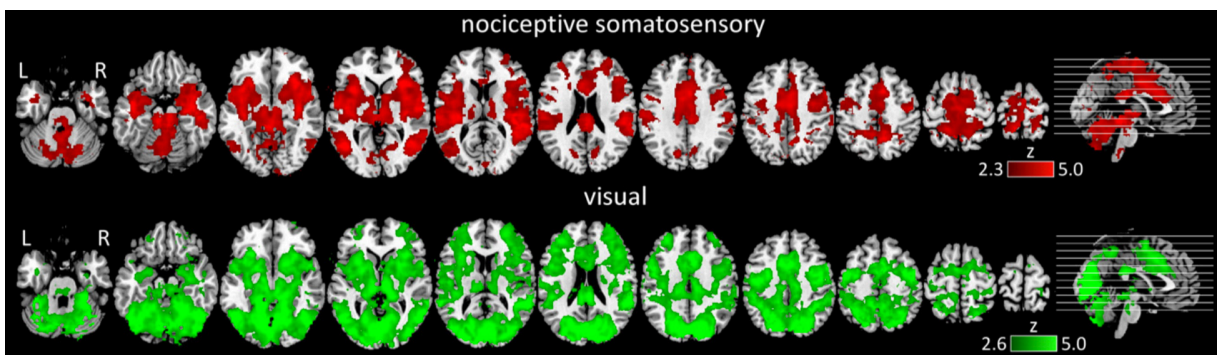 nociceptive somatosensory
L R
z
2.3 5.0
visual
L R
z
2.6 5.0